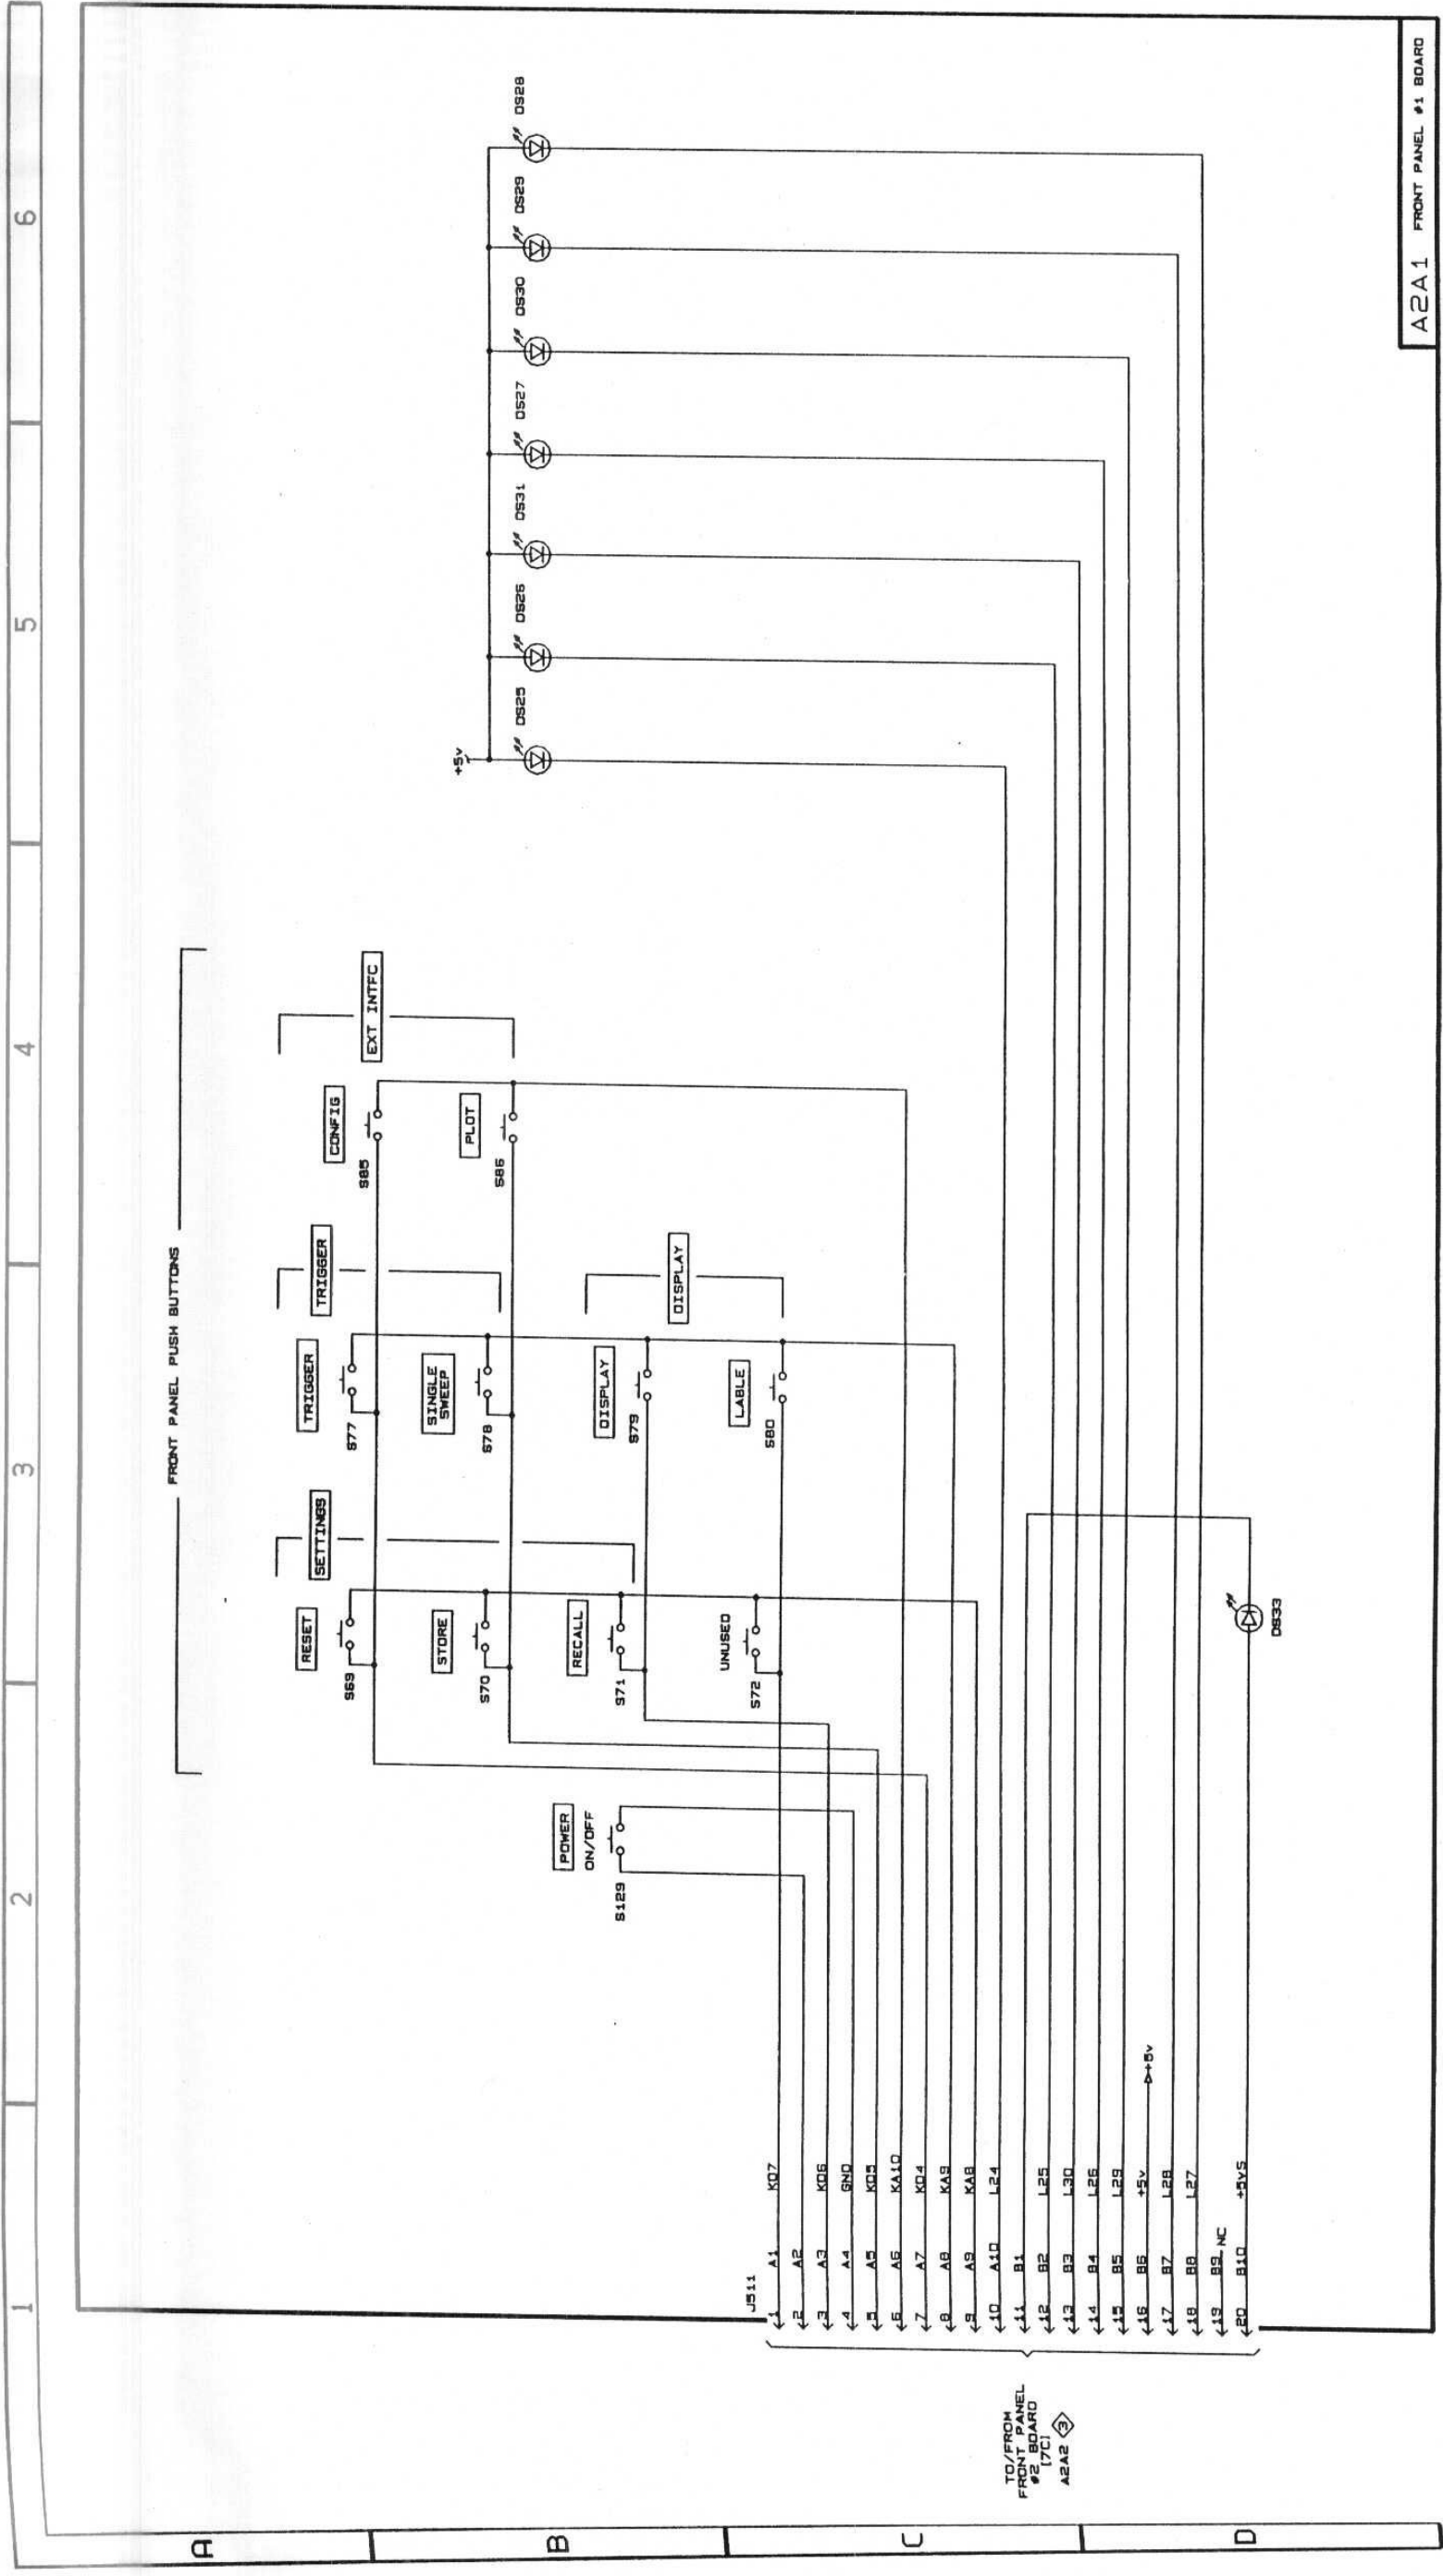 1 2 3 4 5 6
A
B
C
D
FRONT PANEL PUSH BUTTONS
SETTINGS
TRIGGER
EXT INTFC
RESET
TRIGGER
CONFIG
S69
S77
S85
STORE
SINGLE
SWEEP
PLOT
S70
S78
S86
POWER
ON/OFF
S129
RECALL
S71
DISPLAY
S79
DISPLAY
UNUSED
S72
LABLE
S80
+5v
DS25
DS26
DS31
DS27
DS30
DS29
DS28
J511
1 A1 KD7
2 A2
3 A3 KD6
4 A4 GND
5 A5 KD5
6 A6 KA10
7 A7 KD4
8 A8 KA9
9 A9 KA8
10 A10 L24
11 B1
12 B2 L25
13 B3 L30
14 B4 L26
15 B5 L29
16 B6 +5v +5v
17 B7 L28
18 B8 L27
19 B9 NC
20 B10 +5VS
DS33
TO/FROM
FRONT PANEL
#2 BOARD
[7C]
A2A2 3
A2A1 FRONT PANEL #1 BOARD